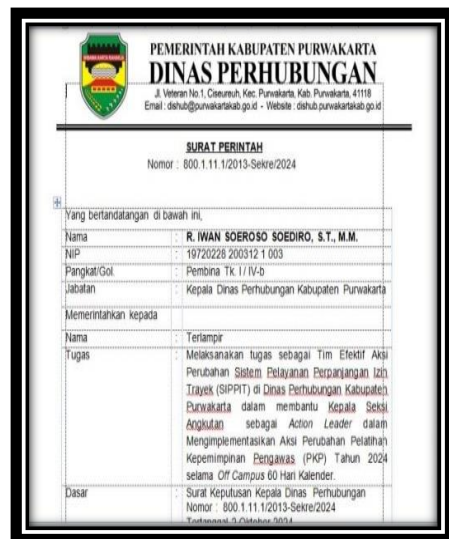 PEMERINTAH KABUPATEN PURWAKARTA
DINAS PERHUBUNGAN
Jl. Veteran No.1, Ciseureuh, Kec. Purwakarta, Kab. Purwakarta, 41118
Email : dishub@purwakartakab.go.id - Website : dishub.purwakartakab.go.id
SURAT PERINTAH
Nomor : 800.1.11.1/2013-Sekre/2024
Yang bertandatangan di bawah ini,
Nama : R. IWAN SOEROSO SOEDIRO, S.T., M.M.
NIP : 19720228 200312 1 003
Pangkat/Gol. : Pembina Tk. I / IV-b
Jabatan : Kepala Dinas Perhubungan Kabupaten Purwakarta
Memerintahkan kepada
Nama : Terlampir
Tugas : Melaksanakan tugas sebagai Tim Efektif Aksi
Perubahan Sistem Pelayanan Perpanjangan Izin
Trayek (SIPPIT) di Dinas Perhubungan Kabupaten
Purwakarta dalam membantu Kepala Seksi
Angkutan sebagai Action Leader dalam
Mengimplementasikan Aksi Perubahan Pelatihan
Kepemimpinan Pengawas (PKP) Tahun 2024
selama Off Campus 60 Hari Kalender.
Dasar : Surat Keputusan Kepala Dinas Perhubungan
Nomor : 800.1.11.1/2013-Sekre/2024
Tertanggal 2 Oktober 2024